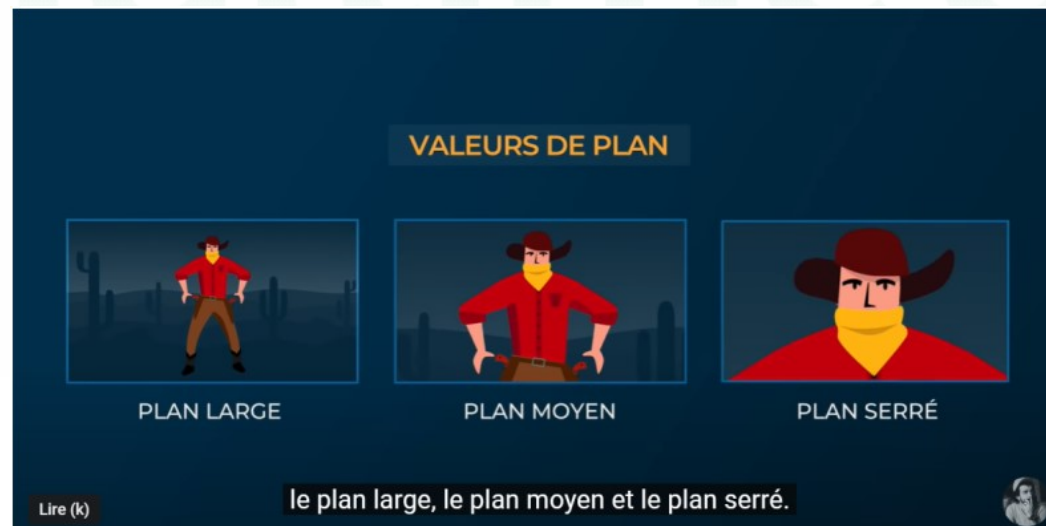 VALEURS DE PLAN
PLAN LARGE
PLAN MOYEN
PLAN SERRÉ
le plan large, le plan moyen et le plan serré.
Lire (k)